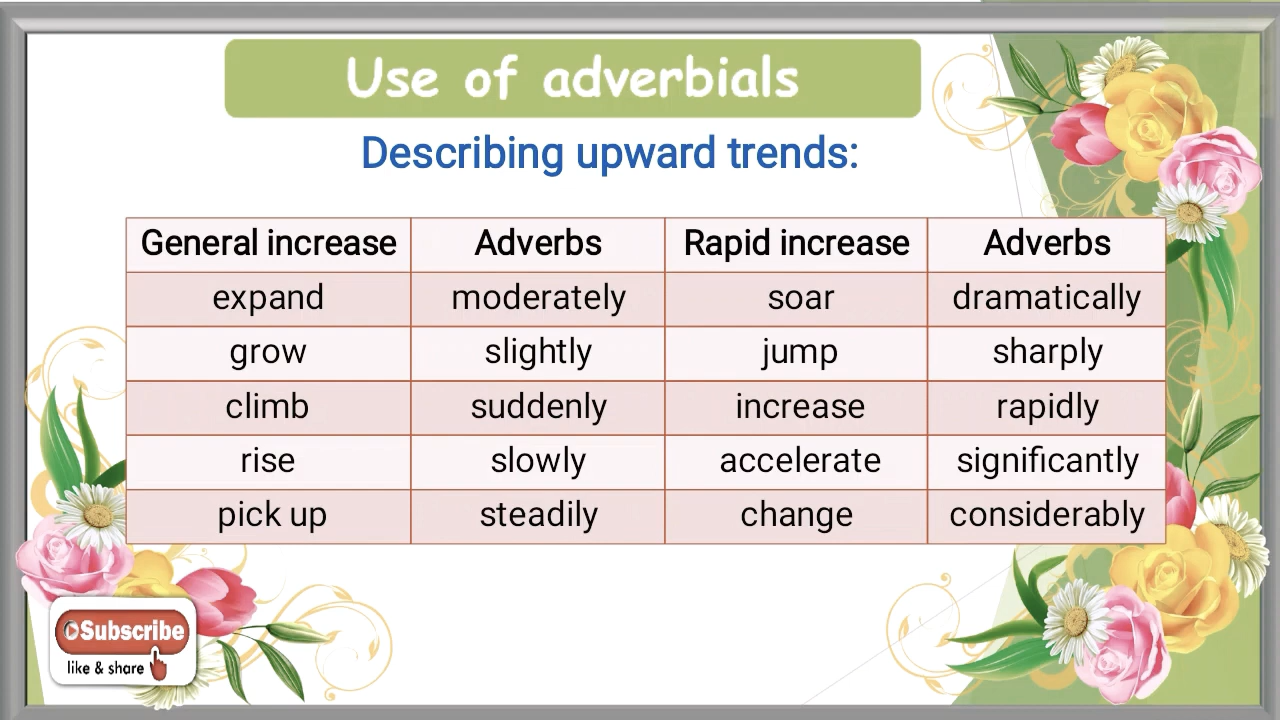 Use of adverbials
Describing upward trends:
General increase Adverbs Rapid increase Adverbs
expand moderately soar dramatically
grow slightly jump sharply
climb suddenly increase rapidly
rise slowly accelerate significantly
pick up steadily change considerably
Subscribe
like & share